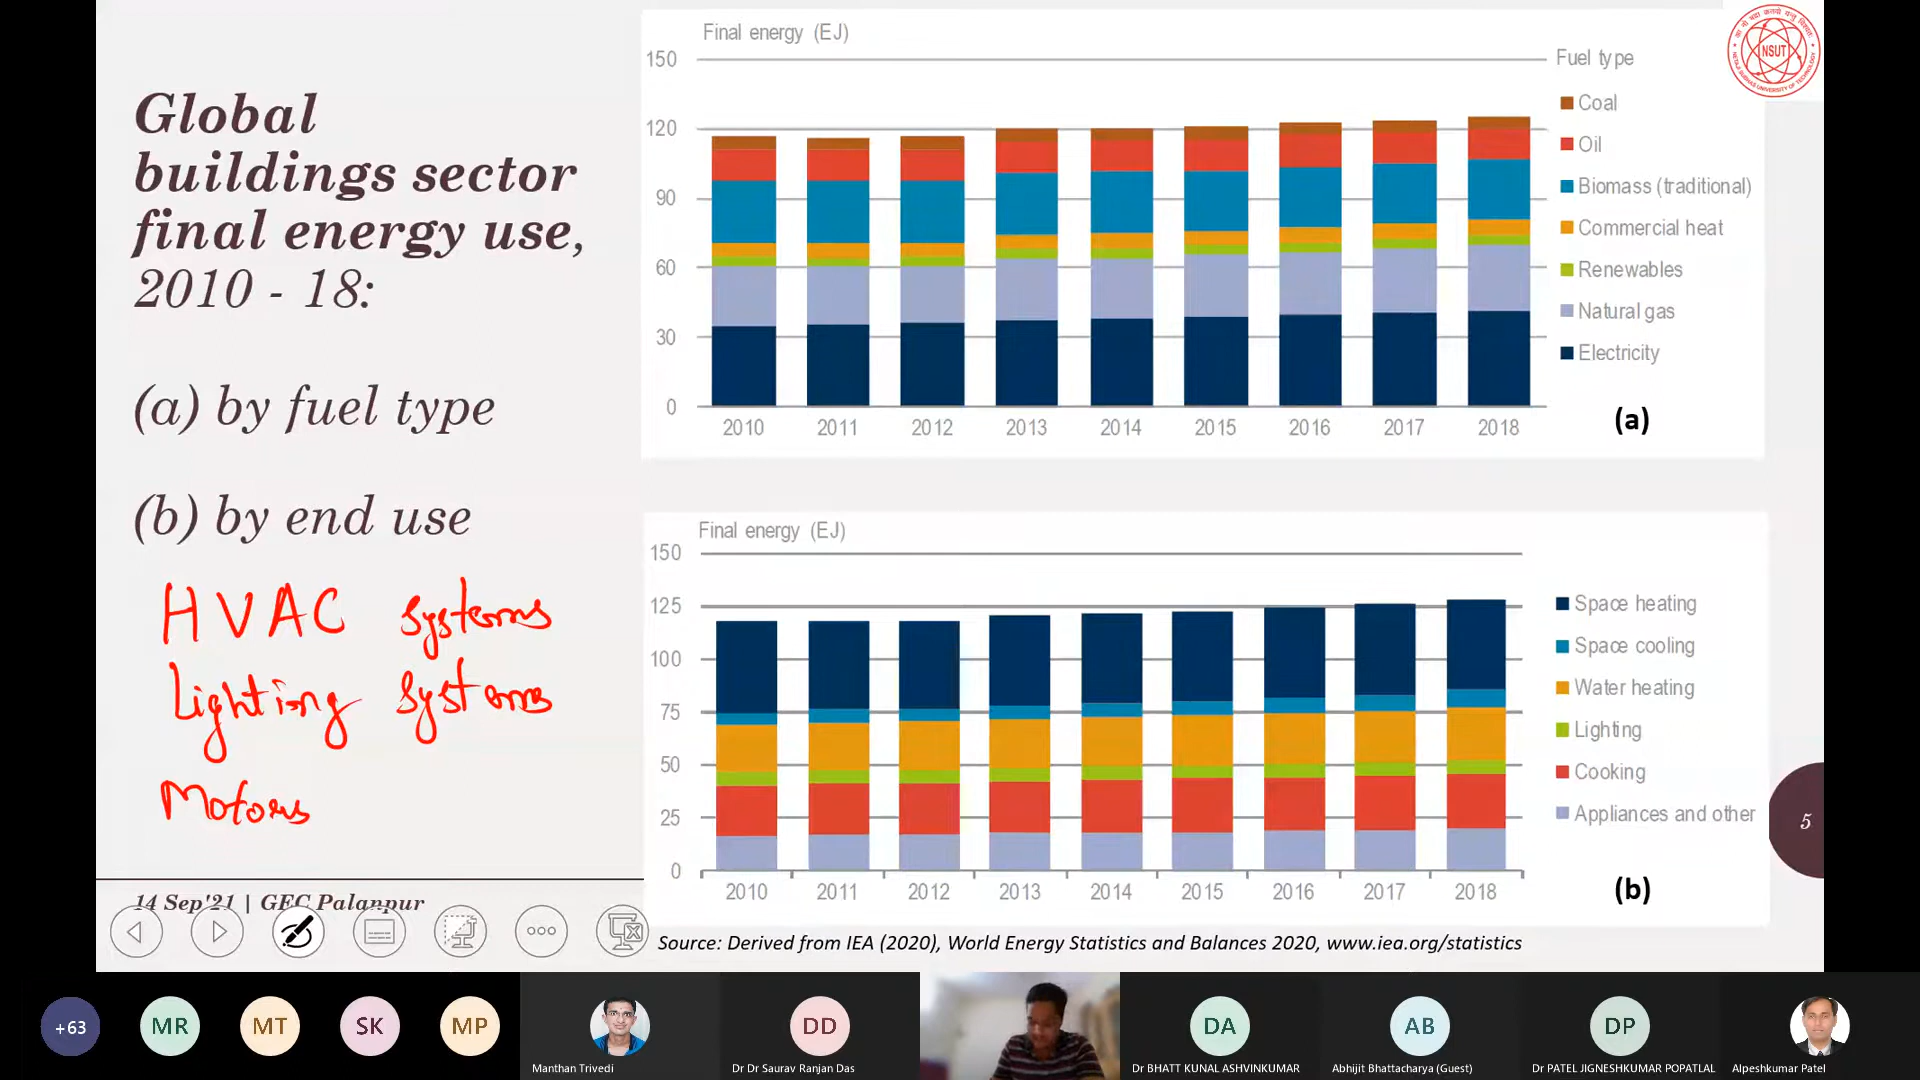 Global
buildings sector
final energy use,
2010 - 18:
(a) by fuel type
(b) by end use
HVAC systems
Lighting systems
Motors
14 Sep'21 | GEC Palanpur
Final energy (EJ)
150
120
90
60
30
0
2010 2011 2012 2013 2014 2015 2016 2017 2018
Fuel type
Coal
Oil
Biomass (traditional)
Commercial heat
Renewables
Natural gas
Electricity
(a)
NSUT
Final energy (EJ)
150
125
100
75
50
25
0
2010 2011 2012 2013 2014 2015 2016 2017 2018
Space heating
Space cooling
Water heating
Lighting
Cooking
Appliances and other
(b)
5
Source: Derived from IEA (2020), World Energy Statistics and Balances 2020, www.iea.org/statistics
+63
MR
MT
SK
MP
Manthan Trivedi
DD
Dr Dr Saurav Ranjan Das
DA
Dr BHATT KUNAL ASHVINKUMAR
AB
Abhijit Bhattacharya (Guest)
DP
Dr PATEL JIGNESHKUMAR POPATLAL
Alpeshkumar Patel